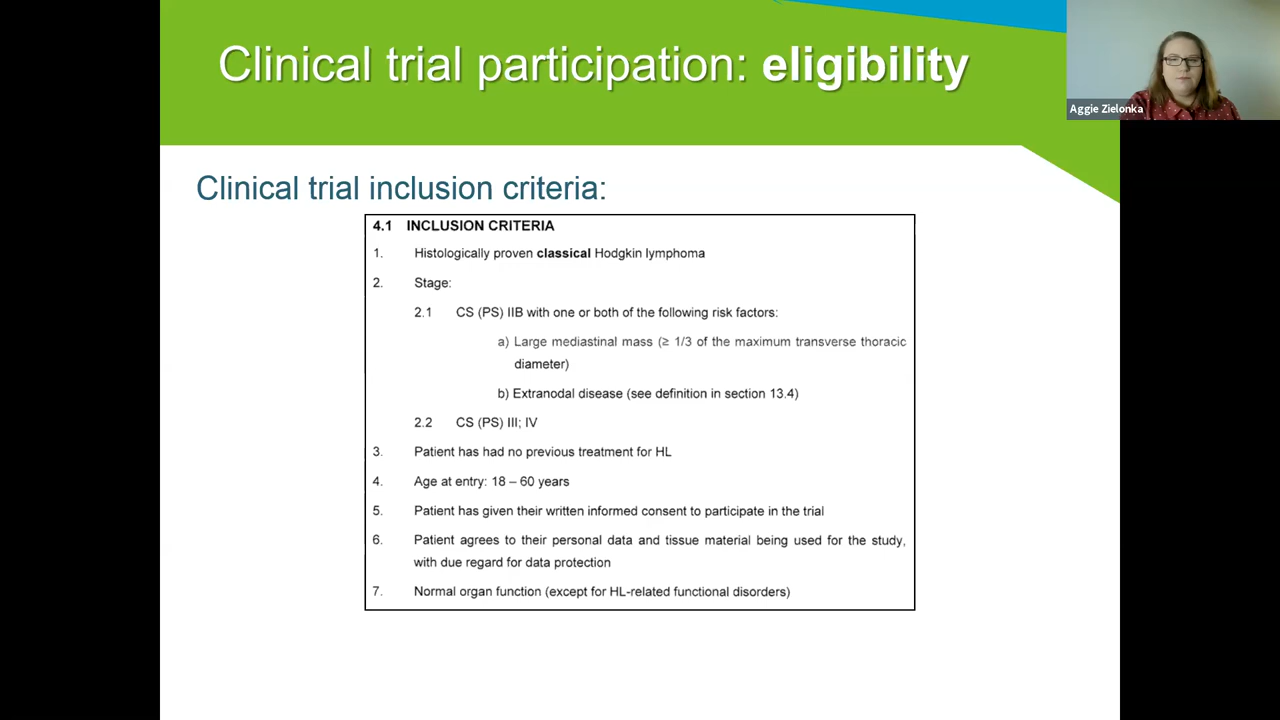 Clinical trial participation: eligibility
Aggie Zielonka
Clinical trial inclusion criteria:
4.1 INCLUSION CRITERIA
1. Histologically proven classical Hodgkin lymphoma
2. Stage:
2.1 CS (PS) IIB with one or both of the following risk factors:
a) Large mediastinal mass (≥ 1/3 of the maximum transverse thoracic
diameter)
b) Extranodal disease (see definition in section 13.4)
2.2 CS (PS) III; IV
3. Patient has had no previous treatment for HL
4. Age at entry: 18 – 60 years
5. Patient has given their written informed consent to participate in the trial
6. Patient agrees to their personal data and tissue material being used for the study,
with due regard for data protection
7. Normal organ function (except for HL-related functional disorders)